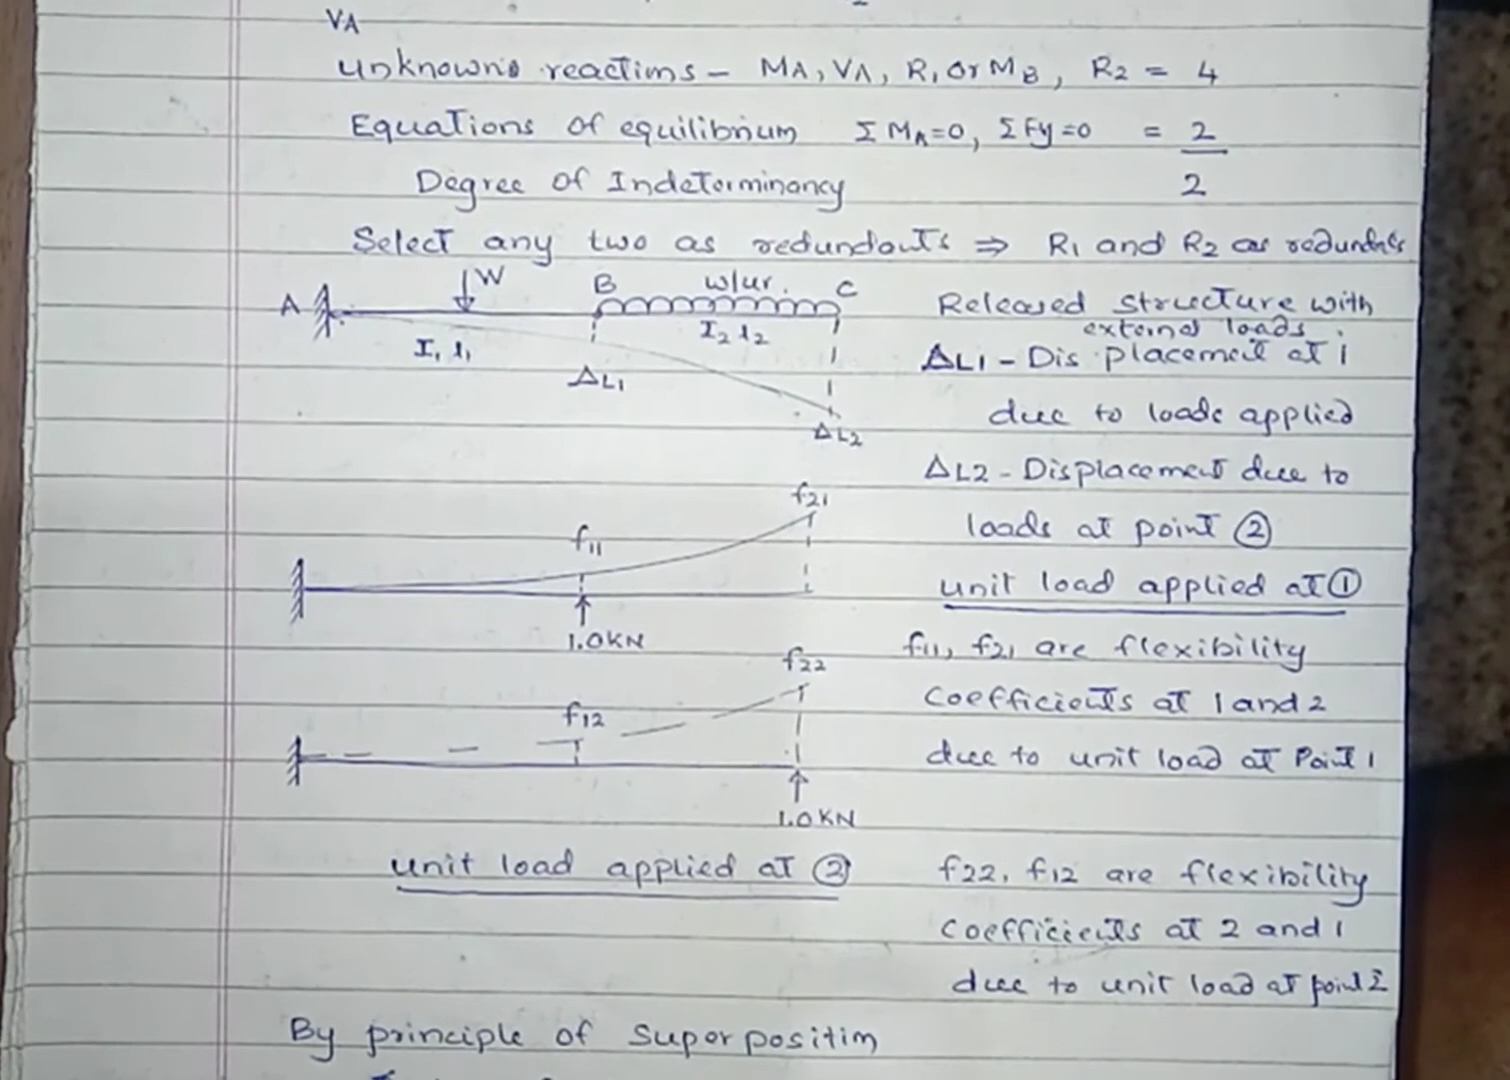 VA
Unknowns reactions – MA, VA, R1 or MB, R2 = 4
Equations of equilibrium ΣMA=0, ΣFy=0 = 2
Degree of Indeterminancy 2
Select any two as redundants ⇒ R1 and R2 as redundnts
W B w/ur. C
A
I1 l1 I2 l2
ΔL1
ΔL2
Released structure with
external loads.
ΔL1 – Displacement at 1
due to loads applied
ΔL2 – Displacement due to
loads at point ②
f21
f11
1.0KN
unit load applied at ①
f11, f21 are flexibility
coefficients at 1 and 2
due to unit load at Point 1
f22
f12
1.0KN
unit load applied at ②
f22, f12 are flexibility
coefficients at 2 and 1
due to unit load at point 2
By principle of superposition